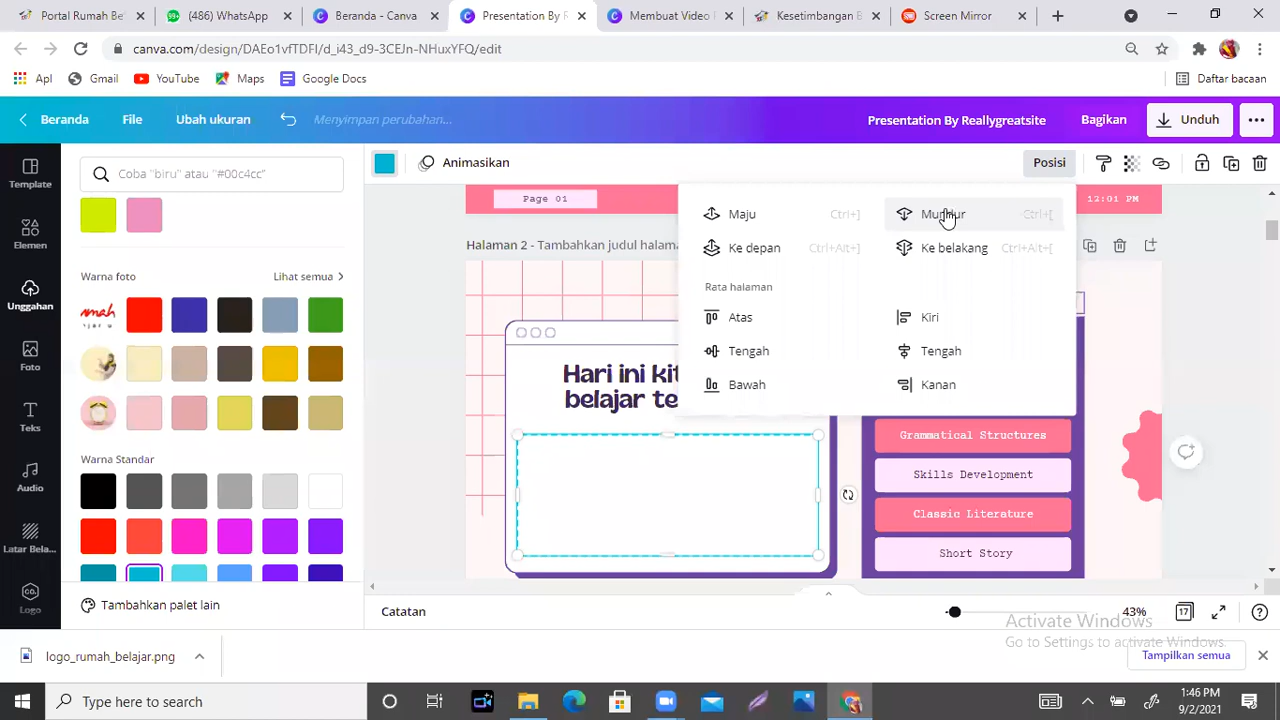 Portal Rumah Be
(486) WhatsApp
Beranda - Canva
Presentation By R
Membuat Video P
Kesetimbangan B
Screen Mirror
canva.com/design/DAEo1vfTDFI/d_i43_d9-3CEJn-NHuxYFQ/edit
Apl
Gmail
YouTube
Maps
Google Docs
Daftar bacaan
Beranda
File
Ubah ukuran
Menyimpan perubahan...
Presentation By Reallygreatsite
Bagikan
Unduh
Template
Elemen
Unggahan
Foto
Teks
Audio
Latar Bela...
Logo
Coba "biru" atau "#00c4cc"
Warna foto
Lihat semua
Warna Standar
Tambahkan palet lain
Animasikan
Posisi
Page 01
12:01 PM
Halaman 2 - Tambahkan judul halama
Maju Ctrl+]
Mundur Ctrl+[
Ke depan Ctrl+Alt+]
Ke belakang Ctrl+Alt+[
Rata halaman
Atas
Kiri
Tengah
Tengah
Bawah
Kanan
Hari ini kit
belajar te
Grammatical Structures
Skills Development
Classic Literature
Short Story
Catatan
43%
17
Activate Windows
Go to Settings to activate Windows.
logo_rumah_belajar.png
Tampilkan semua
Type here to search
1:46 PM
9/2/2021